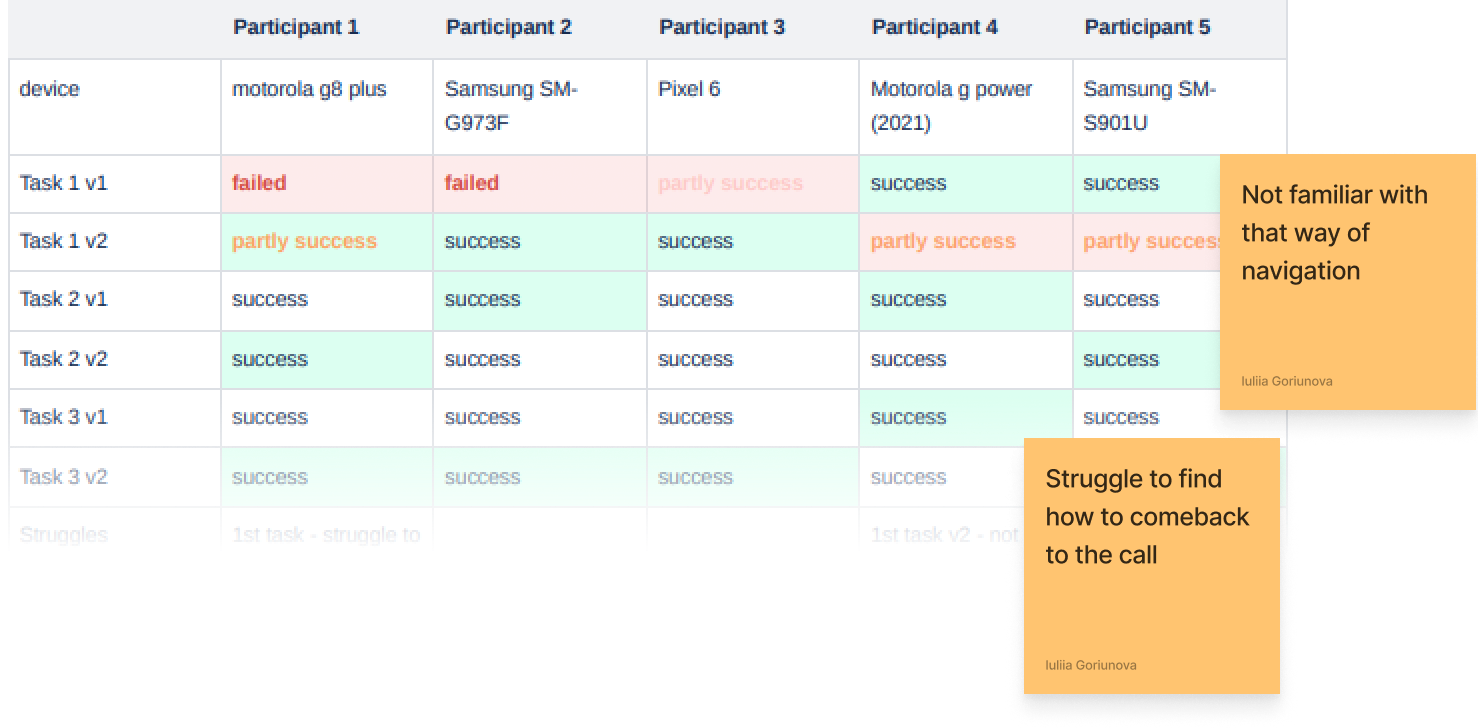 Participant 1 Participant 2 Participant 3 Participant 4 Participant 5
device motorola g8 plus Samsung SM- Pixel 6 Motorola g power Samsung SM-
G973F (2021) S901U
Task 1 v1 failed failed partly success success success
Task 1 v2 partly success success success partly success partly success
Task 2 v1 success success success success success
Task 2 v2 success success success success success
Task 3 v1 success success success success success
Task 3 v2 success success success success
Struggles 1st task - struggle to 1st task v2 - not
Not familiar with
that way of
navigation
Iuliia Goriunova
Struggle to find
how to comeback
to the call
Iuliia Goriunova